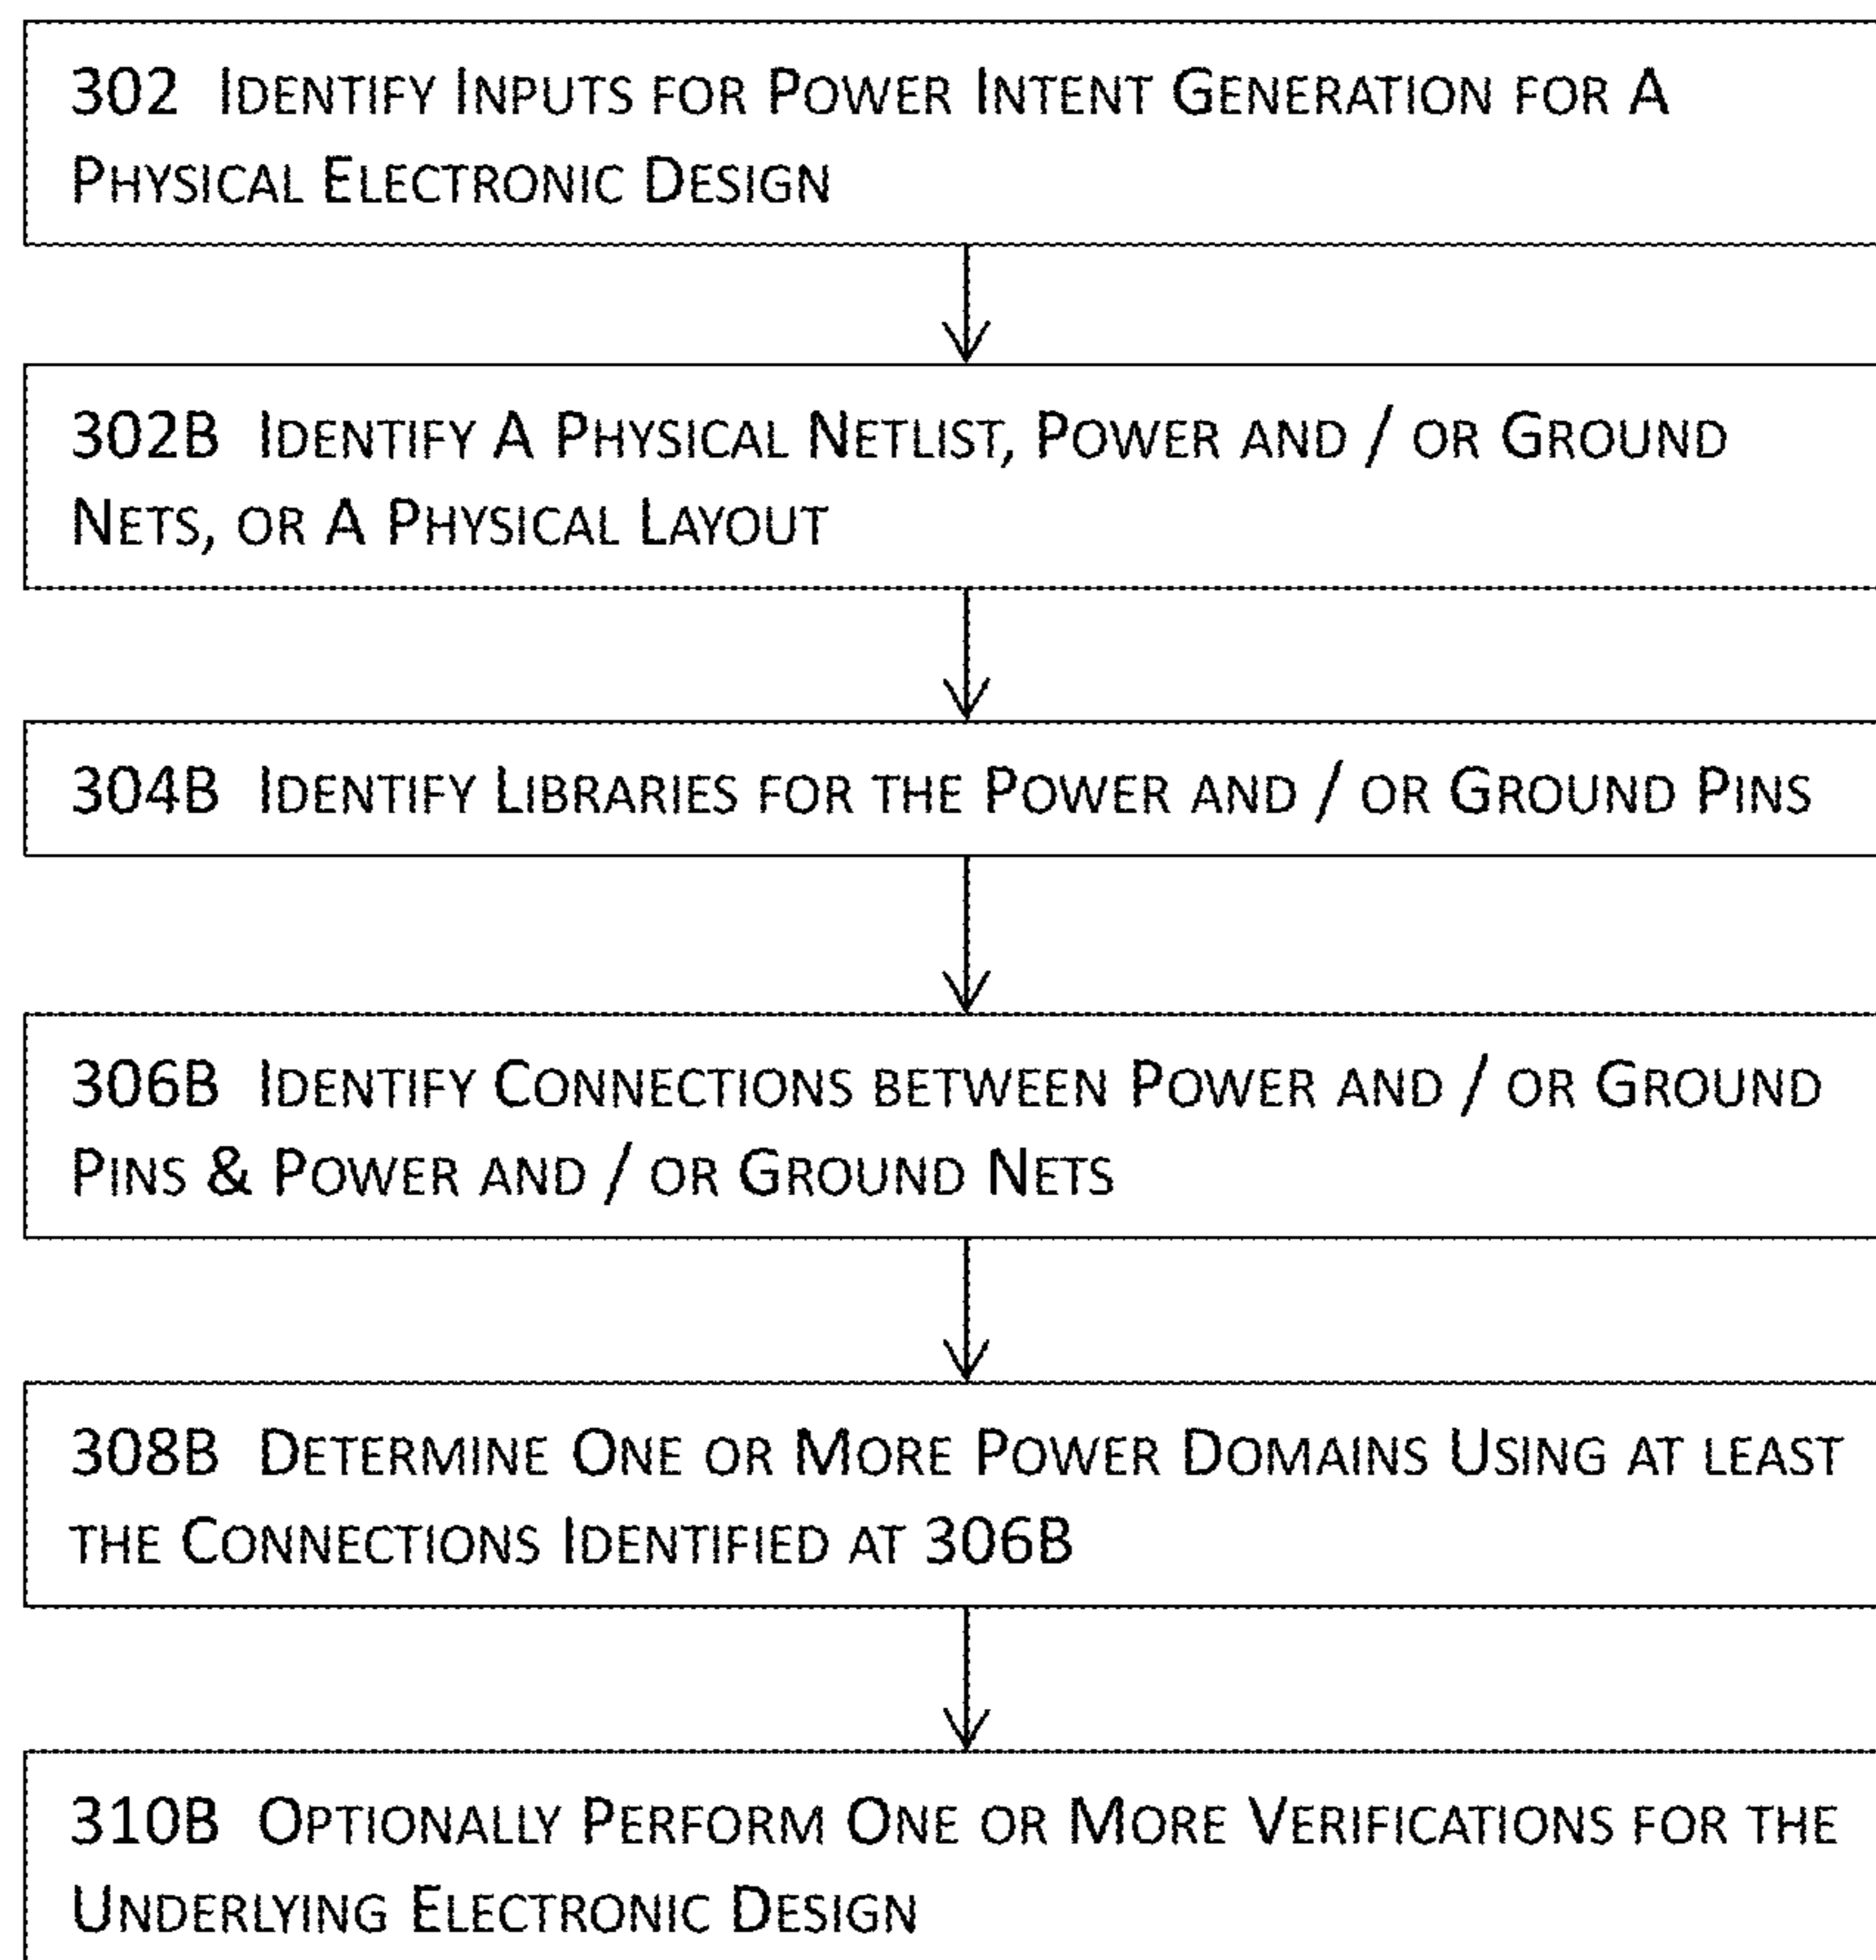 302 Identify Inputs for Power Intent Generation for A
Physical Electronic Design
302B Identify A Physical Netlist, Power and / or Ground
Nets, or A Physical Layout
304B Identify Libraries for the Power and / or Ground Pins
306B Identify Connections between Power and / or Ground
Pins & Power and / or Ground Nets
308B Determine One or More Power Domains Using at least
the Connections Identified at 306B
310B Optionally Perform One or More Verifications for the
Underlying Electronic Design